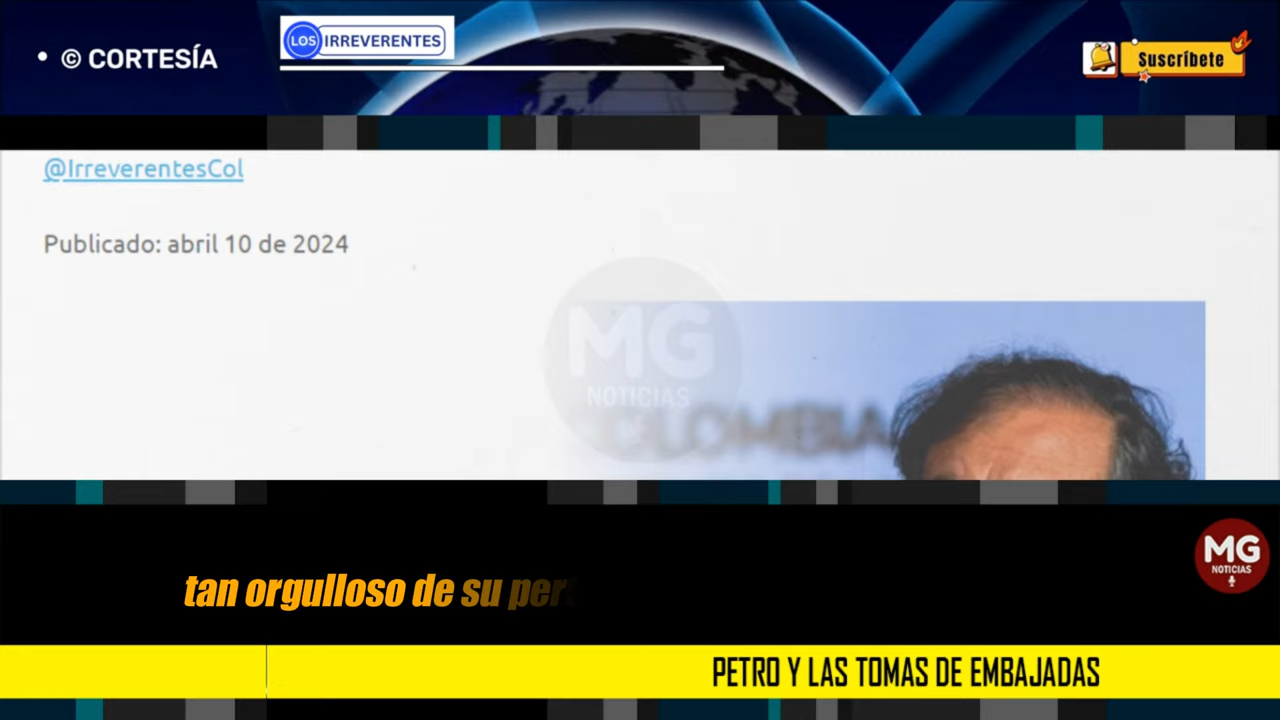 • © CORTESÍA
LOS IRREVERENTES
Suscríbete
@IrreverentesCol
Publicado: abril 10 de 2024
MG
NOTICIAS
COLOMBIA
MG
NOTICIAS
tan orgulloso de su
PETRO Y LAS TOMAS DE EMBAJADAS